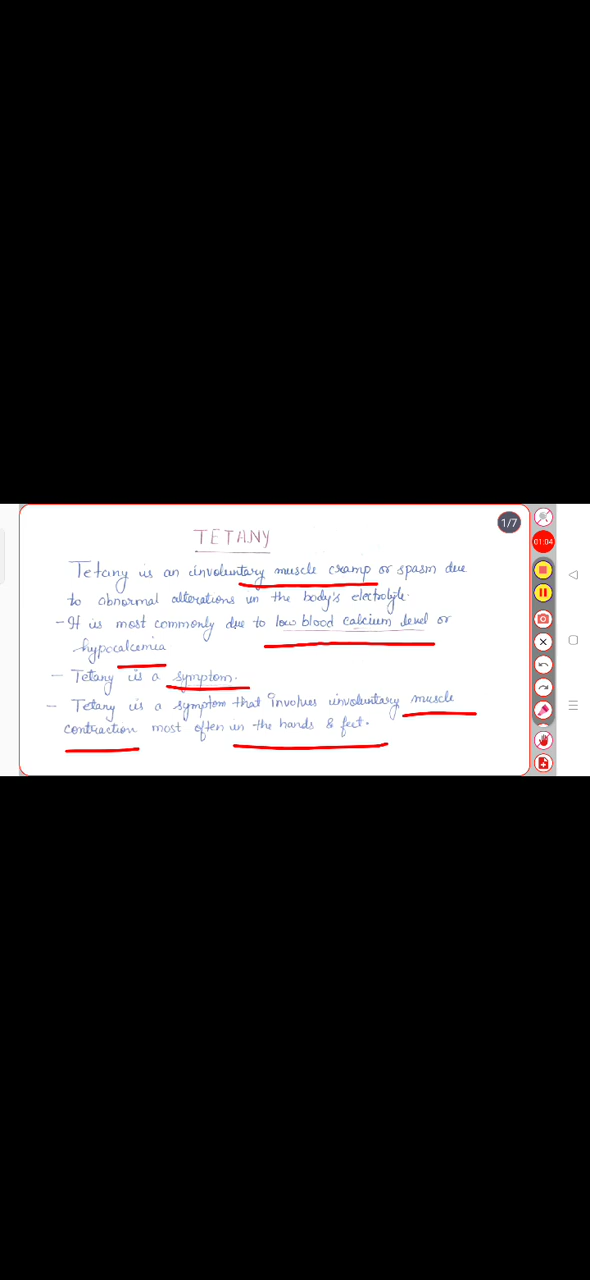 TETANY
1/7
Tetany is an involuntary muscle cramp or spasm due
01:04
to abnormal alterations in the body's electrolyte.
- It is most commonly due to low blood calcium level or
hypocalcemia
- Tetany is a symptom.
- Tetany is a symptom that involves involuntary muscle
contraction most often in the hands & feet.